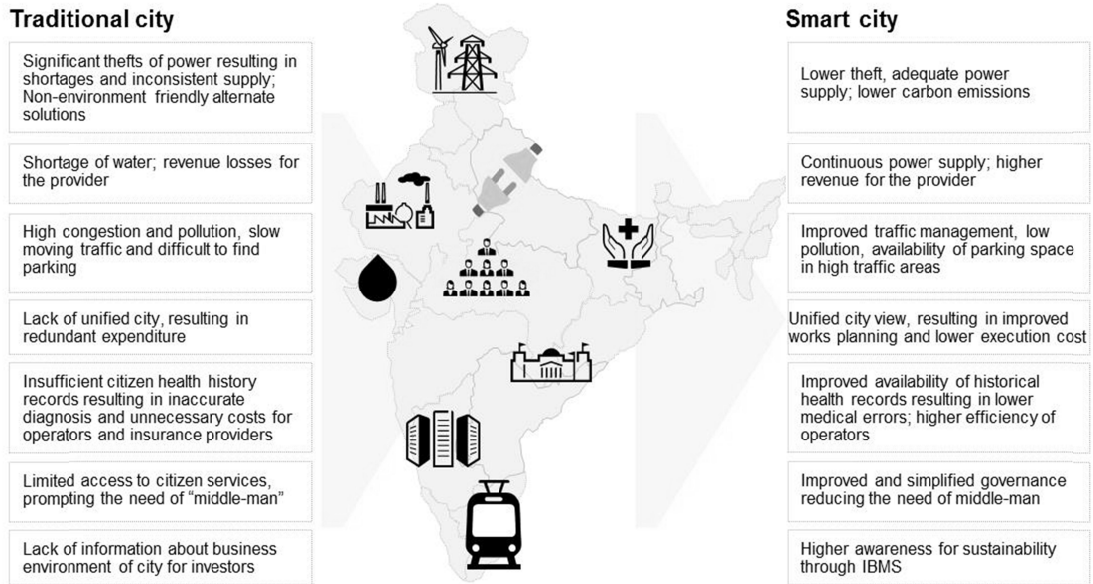 Traditional city
Significant thefts of power resulting in
shortages and inconsistent supply;
Non-environment friendly alternate
solutions
Shortage of water; revenue losses for
the provider
High congestion and pollution, slow
moving traffic and difficult to find
parking
Lack of unified city, resulting in
redundant expenditure
Insufficient citizen health history
records resulting in inaccurate
diagnosis and unnecessary costs for
operators and insurance providers
Limited access to citizen services,
prompting the need of “middle-man”
Lack of information about business
environment of city for investors
Smart city
Lower theft, adequate power
supply; lower carbon emissions
Continuous power supply; higher
revenue for the provider
Improved traffic management, low
pollution, availability of parking space
in high traffic areas
Unified city view, resulting in improved
works planning and lower execution cost
Improved availability of historical
health records resulting in lower
medical errors; higher efficiency of
operators
Improved and simplified governance
reducing the need of middle-man
Higher awareness for sustainability
through IBMS